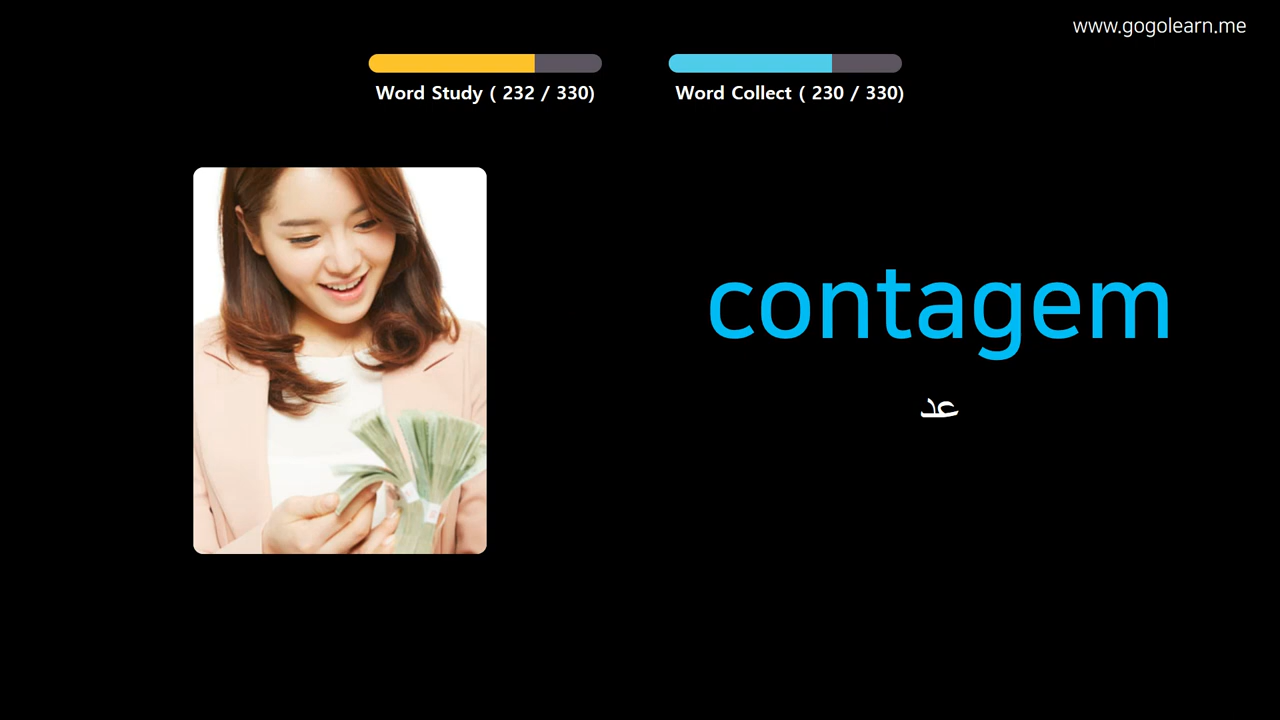 www.gogolearn.me
Word Study ( 232 / 330)
Word Collect ( 230 / 330)
contagem
عد